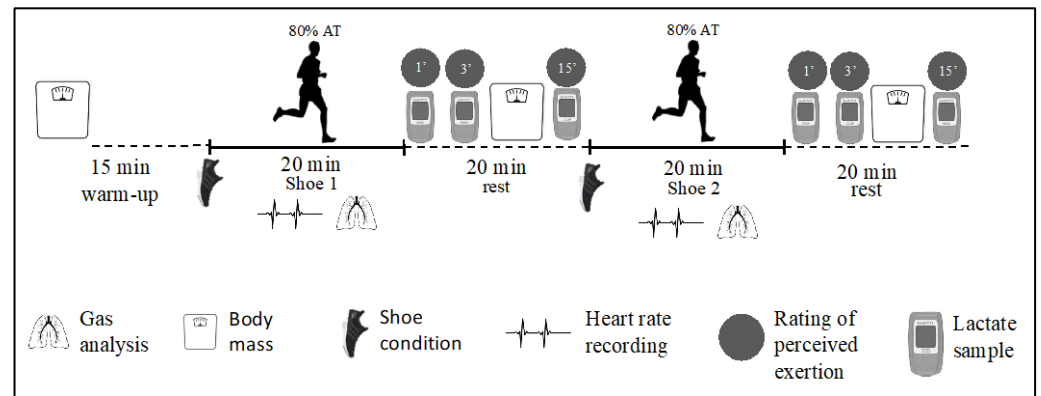 80% AT
80% AT
1’ 3’ 15’
1’ 3’ 15’
15 min
warm-up
20 min
Shoe 1
20 min
rest
20 min
Shoe 2
20 min
rest
Gas
analysis
Body
mass
Shoe
condition
Heart rate
recording
Rating of
perceived
exertion
Lactate
sample